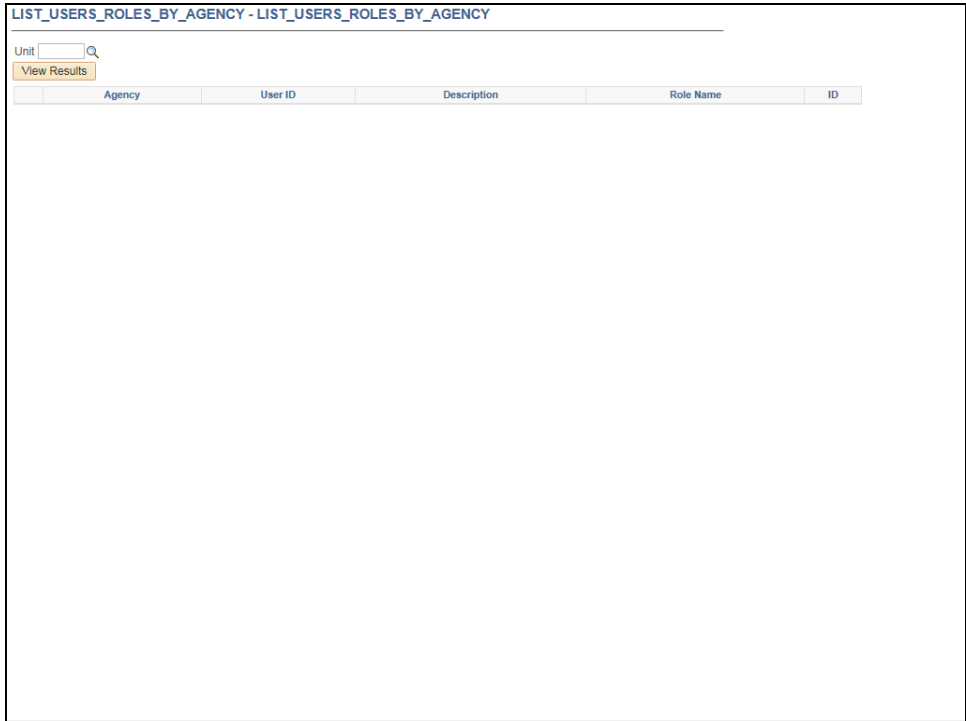 LIST_USERS_ROLES_BY_AGENCY - LIST_USERS_ROLES_BY_AGENCY
Unit
View Results
Agency User ID Description Role Name ID